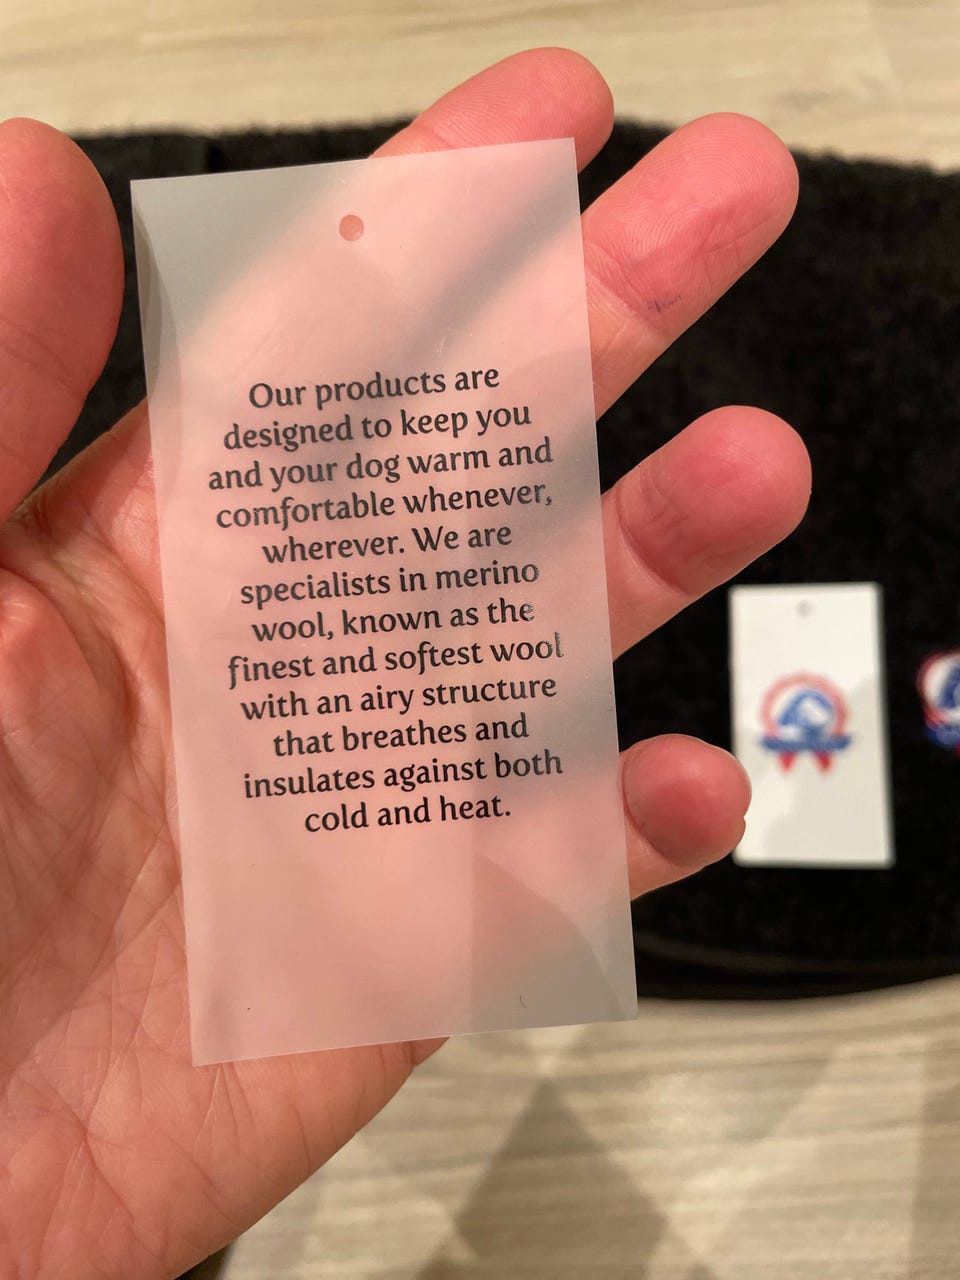 Our products are
designed to keep you
and your dog warm and
comfortable whenever,
wherever. We are
specialists in merino
wool, known as the
finest and softest wool
with an airy structure
that breathes and
insulates against both
cold and heat.